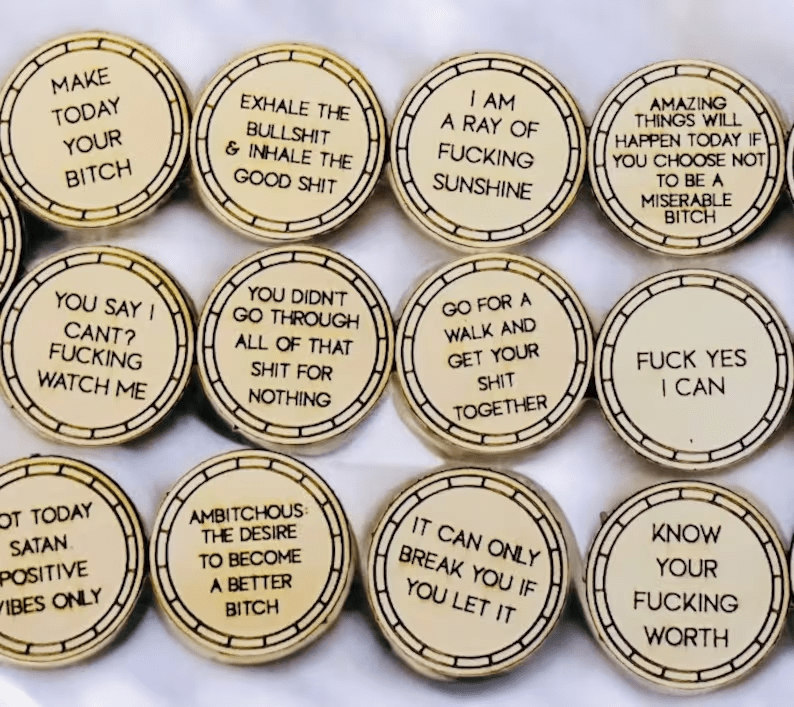 MAKE
TODAY
YOUR
BITCH
EXHALE THE
BULLSHIT
& INHALE THE
GOOD SHIT
I AM
A RAY OF
FUCKING
SUNSHINE
AMAZING
THINGS WILL
HAPPEN TODAY IF
YOU CHOOSE NOT
TO BE A
MISERABLE
BITCH
YOU SAY I
CANT?
FUCKING
WATCH ME
YOU DIDN'T
GO THROUGH
ALL OF THAT
SHIT FOR
NOTHING
GO FOR A
WALK AND
GET YOUR
SHIT
TOGETHER
FUCK YES
I CAN
OT TODAY
SATAN.
POSITIVE
VIBES ONLY
AMBITCHOUS:
THE DESIRE
TO BECOME
A BETTER
BITCH
IT CAN ONLY
BREAK YOU IF
YOU LET IT
KNOW
YOUR
FUCKING
WORTH